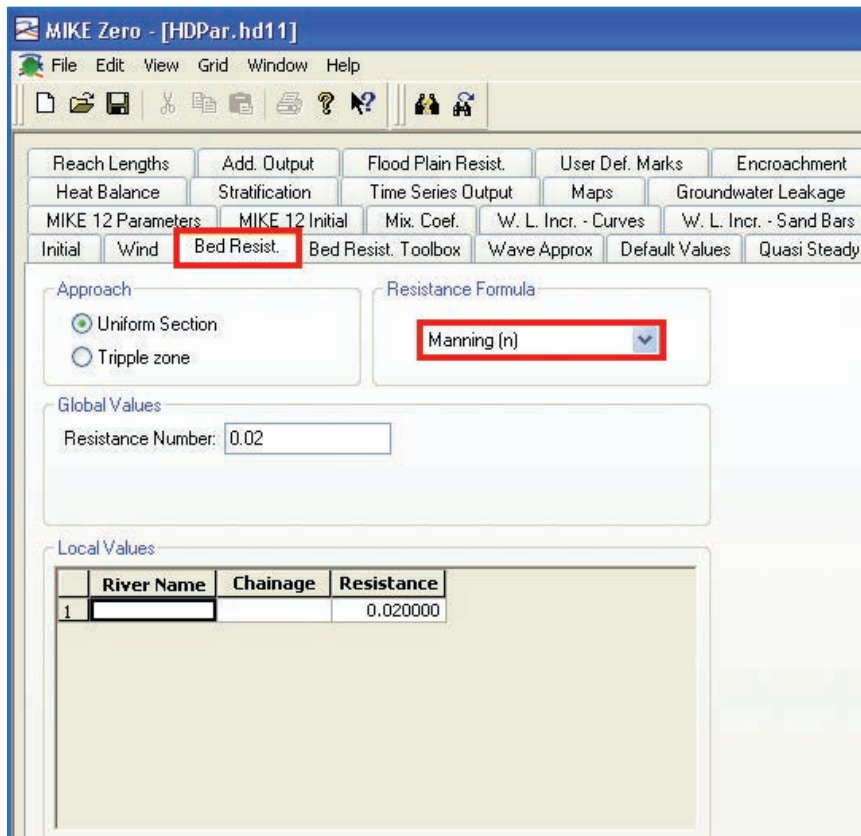 MIKE Zero - [HDPar.hd11]
File Edit View Grid Window Help
Reach Lengths Add. Output Flood Plain Resist. User Def. Marks Encroachment
Heat Balance Stratification Time Series Output Maps Groundwater Leakage
MIKE 12 Parameters MIKE 12 Initial Mix. Coef. W. L. Incr. - Curves W. L. Incr. - Sand Bars
Initial Wind Bed Resist. Bed Resist. Toolbox Wave Approx Default Values Quasi Steady
Approach Resistance Formula
Uniform Section
Manning (n)
Tripple zone
Global Values
Resistance Number: 0.02
Local Values
River Name Chainage Resistance
1 0.020000